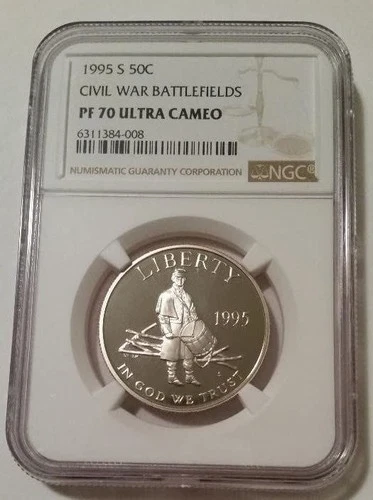 1995 S 50C
CIVIL WAR BATTLEFIELDS
PF 70 ULTRA CAMEO
6311384-008
NUMISMATIC GUARANTY CORPORATION
NGC
LIBERTY
1995
IN GOD WE TRUST